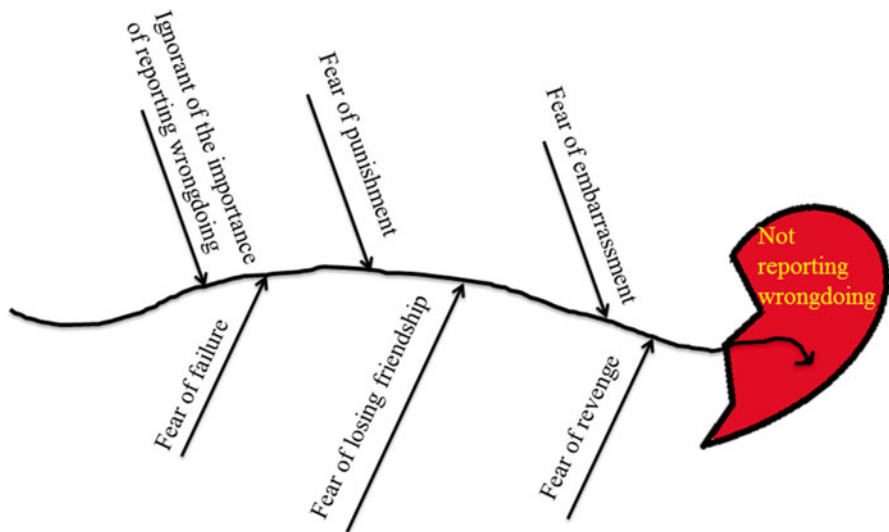 Ignorant of the importance
of reporting wrongdoing
Fear of punishment
Fear of embarrassment
Not
reporting
wrongdoing
Fear of failure
Fear of losing friendship
Fear of revenge